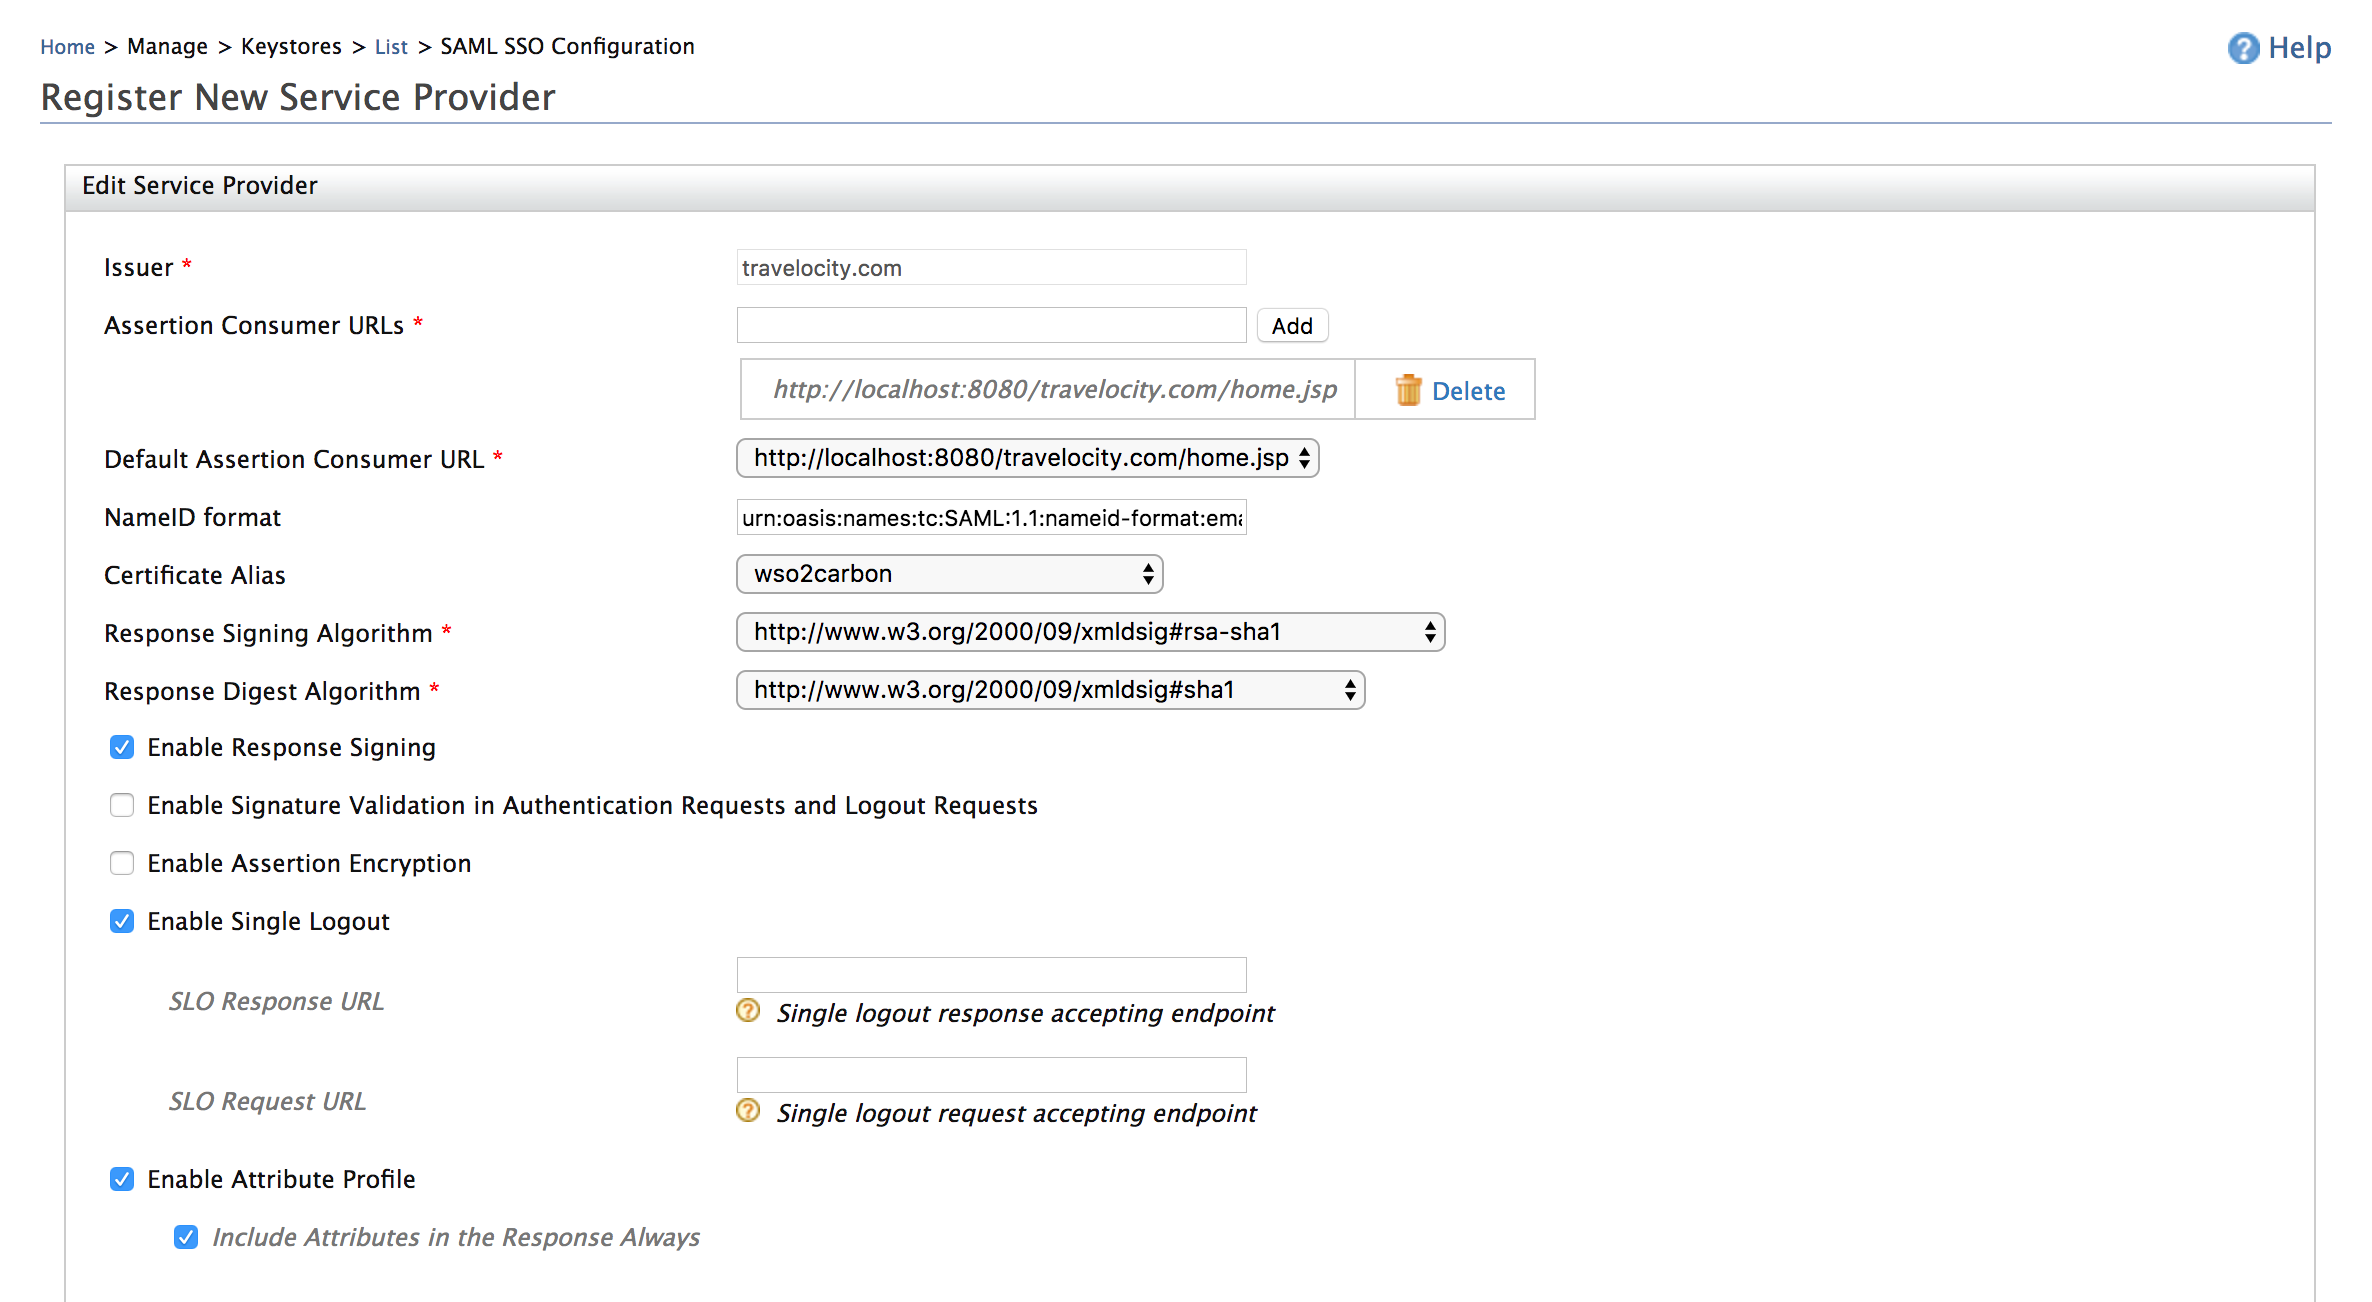 Home > Manage > Keystores > List > SAML SSO Configuration
Help
Register New Service Provider
Edit Service Provider
Issuer *
travelocity.com
Assertion Consumer URLs *
Add
http://localhost:8080/travelocity.com/home.jsp
Delete
Default Assertion Consumer URL *
http://localhost:8080/travelocity.com/home.jsp
NameID format
urn:oasis:names:tc:SAML:1.1:nameid-format:ema
Certificate Alias
wso2carbon
Response Signing Algorithm *
http://www.w3.org/2000/09/xmldsig#rsa-sha1
Response Digest Algorithm *
http://www.w3.org/2000/09/xmldsig#sha1
Enable Response Signing
Enable Signature Validation in Authentication Requests and Logout Requests
Enable Assertion Encryption
Enable Single Logout
SLO Response URL
Single logout response accepting endpoint
SLO Request URL
Single logout request accepting endpoint
Enable Attribute Profile
Include Attributes in the Response Always